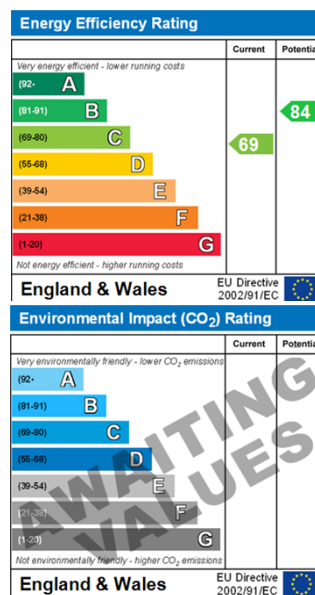 Energy Efficiency Rating
Current Potentia
Very energy efficient - lower running costs
(92- A
(81-91) B 84
(69-80) C 69
(55-68) D
(39-54) E
(21-38) F
(1-20) G
Not energy efficient - higher running costs
England & Wales EU Directive
2002/91/EC
Environmental Impact (CO₂) Rating
Current Potentia
Very environmentally friendly - lower CO₂ emissions
(92- A
(81-91) B
(69-80) C
(55-68) D
(39-54) E
(21-38) F
(1-20) G
AWAITING
VALUES
Not environmentally friendly - higher CO₂ emissions
England & Wales EU Directive
2002/91/EC